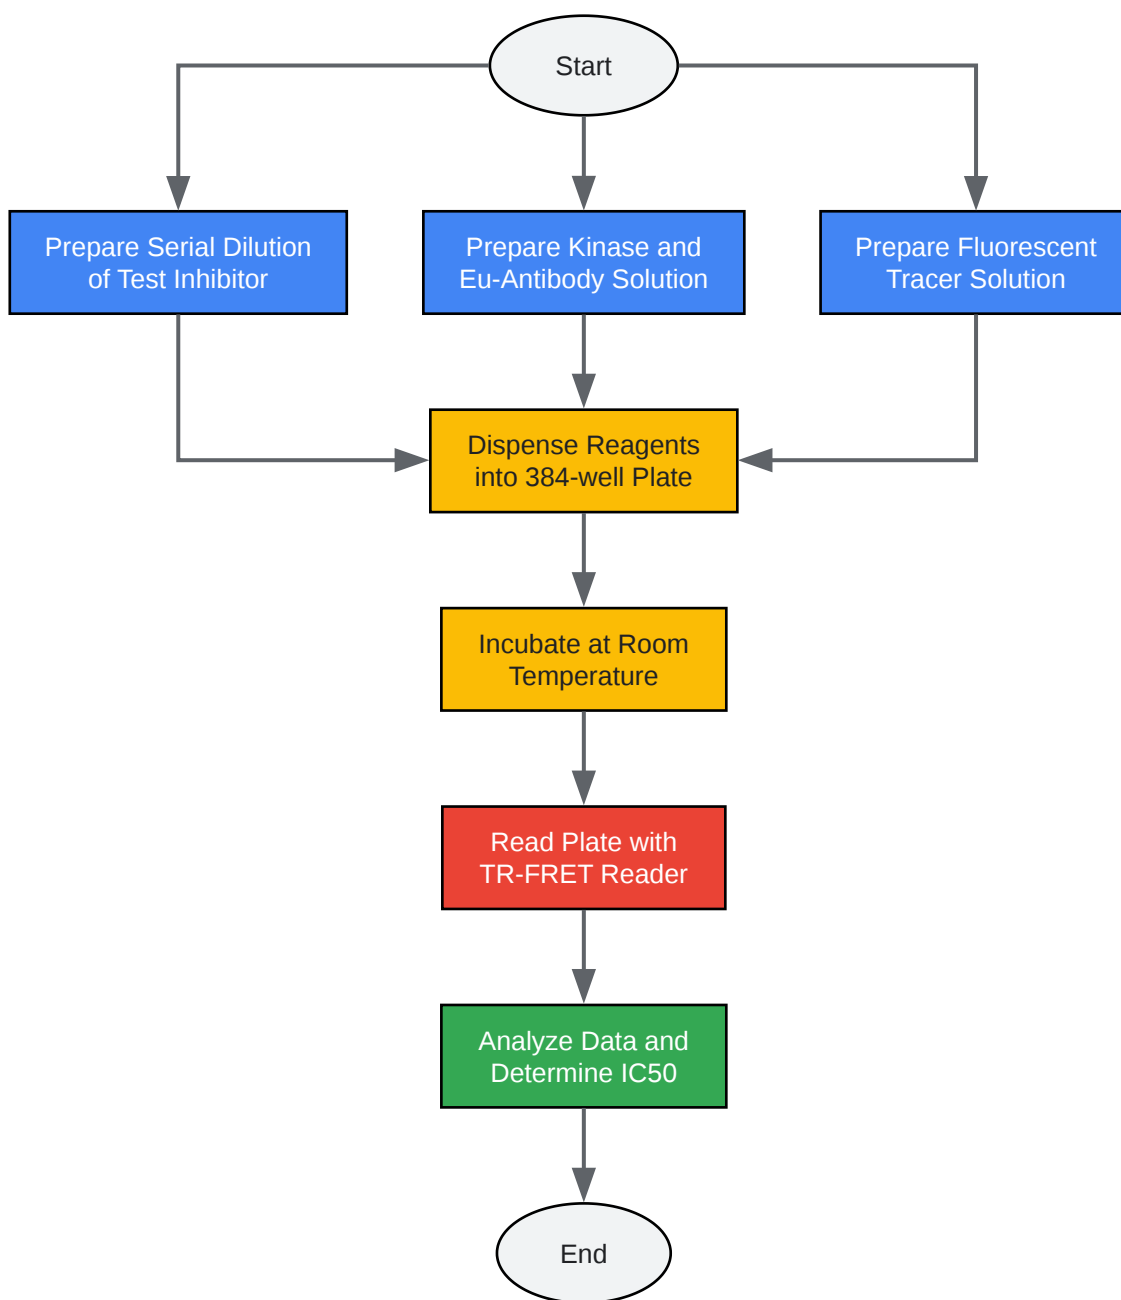 Start
Prepare Serial Dilution
of Test Inhibitor
Prepare Kinase and
Eu-Antibody Solution
Prepare Fluorescent
Tracer Solution
Dispense Reagents
into 384-well Plate
Incubate at Room
Temperature
Read Plate with
TR-FRET Reader
Analyze Data and
Determine IC50
End